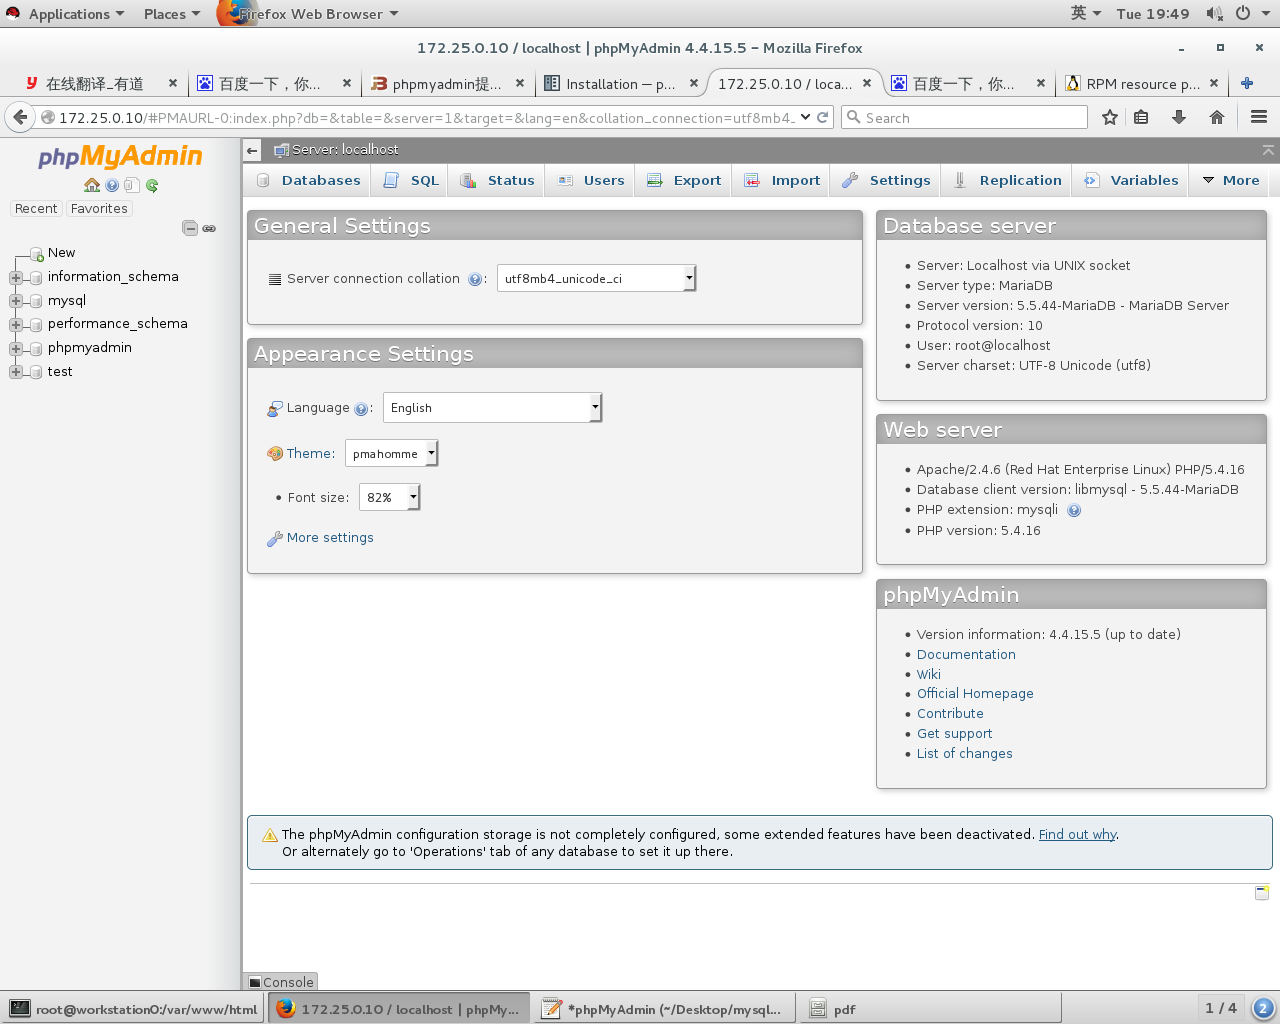 Applications Places Firefox Web Browser 英 Tue 19:49
172.25.0.10 / localhost | phpMyAdmin 4.4.15.5 - Mozilla Firefox
在线翻译_有道 百度一下，你... phpmyadmin提... Installation — p... 172.25.0.10 / loca... 百度一下，你... RPM resource p...
172.25.0.10/#PMAURL-0:index.php?db=&table=&server=1&target=&lang=en&collation_connection=utf8mb4_ Search
phpMyAdmin
Recent Favorites
New
information_schema
mysql
performance_schema
phpmyadmin
test
Server: localhost
Databases SQL Status Users Export Import Settings Replication Variables More
General Settings
Server connection collation : utf8mb4_unicode_ci
Appearance Settings
Language : English
Theme: pmahomme
• Font size: 82%
More settings
Database server
• Server: Localhost via UNIX socket
• Server type: MariaDB
• Server version: 5.5.44-MariaDB - MariaDB Server
• Protocol version: 10
• User: root@localhost
• Server charset: UTF-8 Unicode (utf8)
Web server
• Apache/2.4.6 (Red Hat Enterprise Linux) PHP/5.4.16
• Database client version: libmysql - 5.5.44-MariaDB
• PHP extension: mysqli
• PHP version: 5.4.16
phpMyAdmin
• Version information: 4.4.15.5 (up to date)
• Documentation
• Wiki
• Official Homepage
• Contribute
• Get support
• List of changes
The phpMyAdmin configuration storage is not completely configured, some extended features have been deactivated. Find out why.
Or alternately go to 'Operations' tab of any database to set it up there.
Console
root@workstation0:/var/www/html 172.25.0.10 / localhost | phpMy... *phpMyAdmin (~/Desktop/mysql... pdf 1 / 4 2